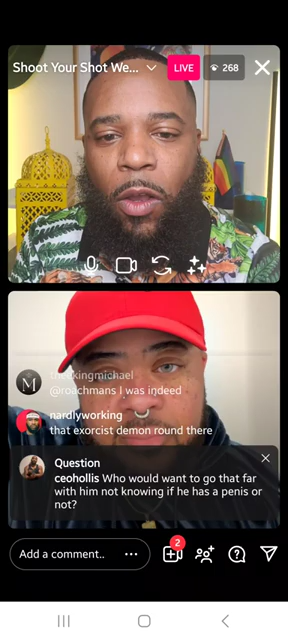 Shoot Your Shot We...
LIVE
268
M
theekingmichael
@roachmans I was indeed
nardlyworking
that exorcist demon round there
Question
ceohollis Who would want to go that far
with him not knowing if he has a penis or
not?
Add a comment..
2